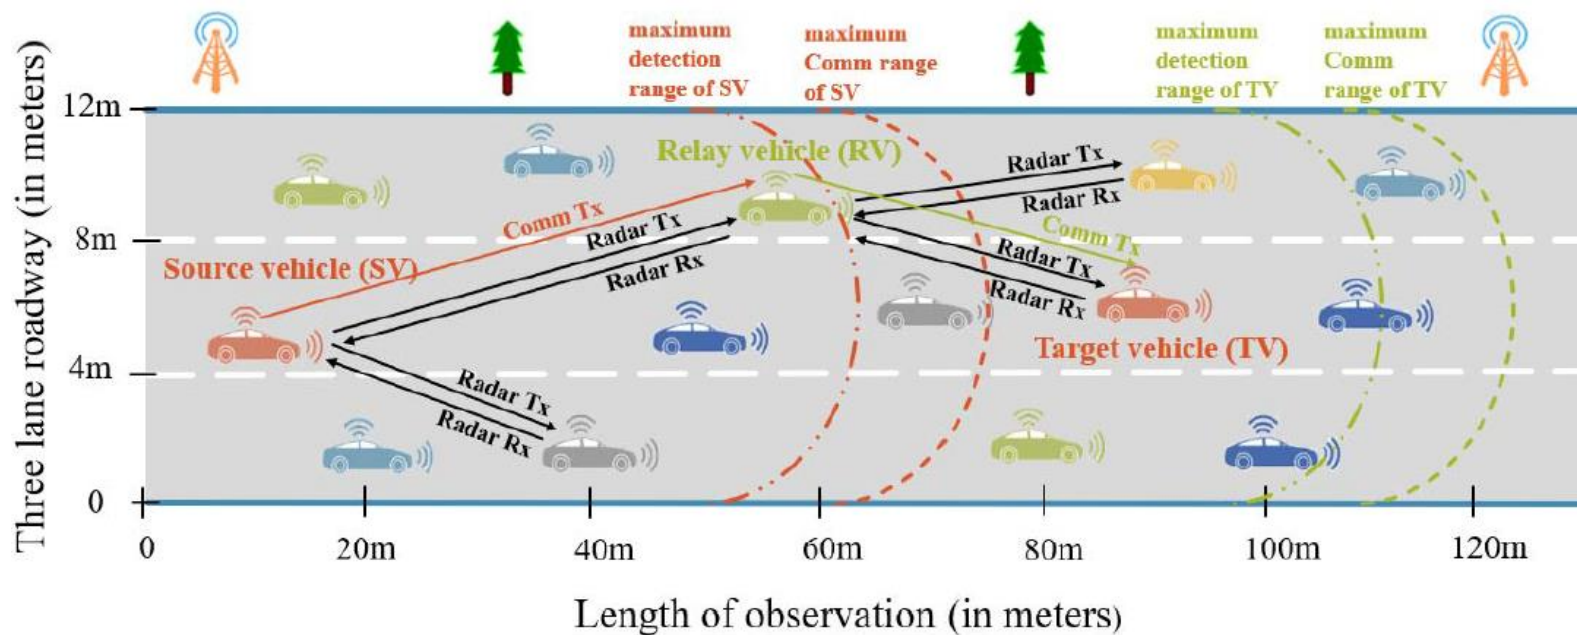 maximum
detection
range of SV
maximum
Comm range
of SV
maximum
detection
range of TV
maximum
Comm
range of TV
Three lane roadway (in meters)
12m
8m
4m
0
Relay vehicle (RV)
Radar Tx
Radar Rx
Comm Tx
Radar Tx
Radar Rx
Comm Tx
Radar Tx
Radar Rx
Source vehicle (SV)
Target vehicle (TV)
Radar Tx
Radar Rx
0
20m
40m
60m
80m
100m
120m
Length of observation (in meters)